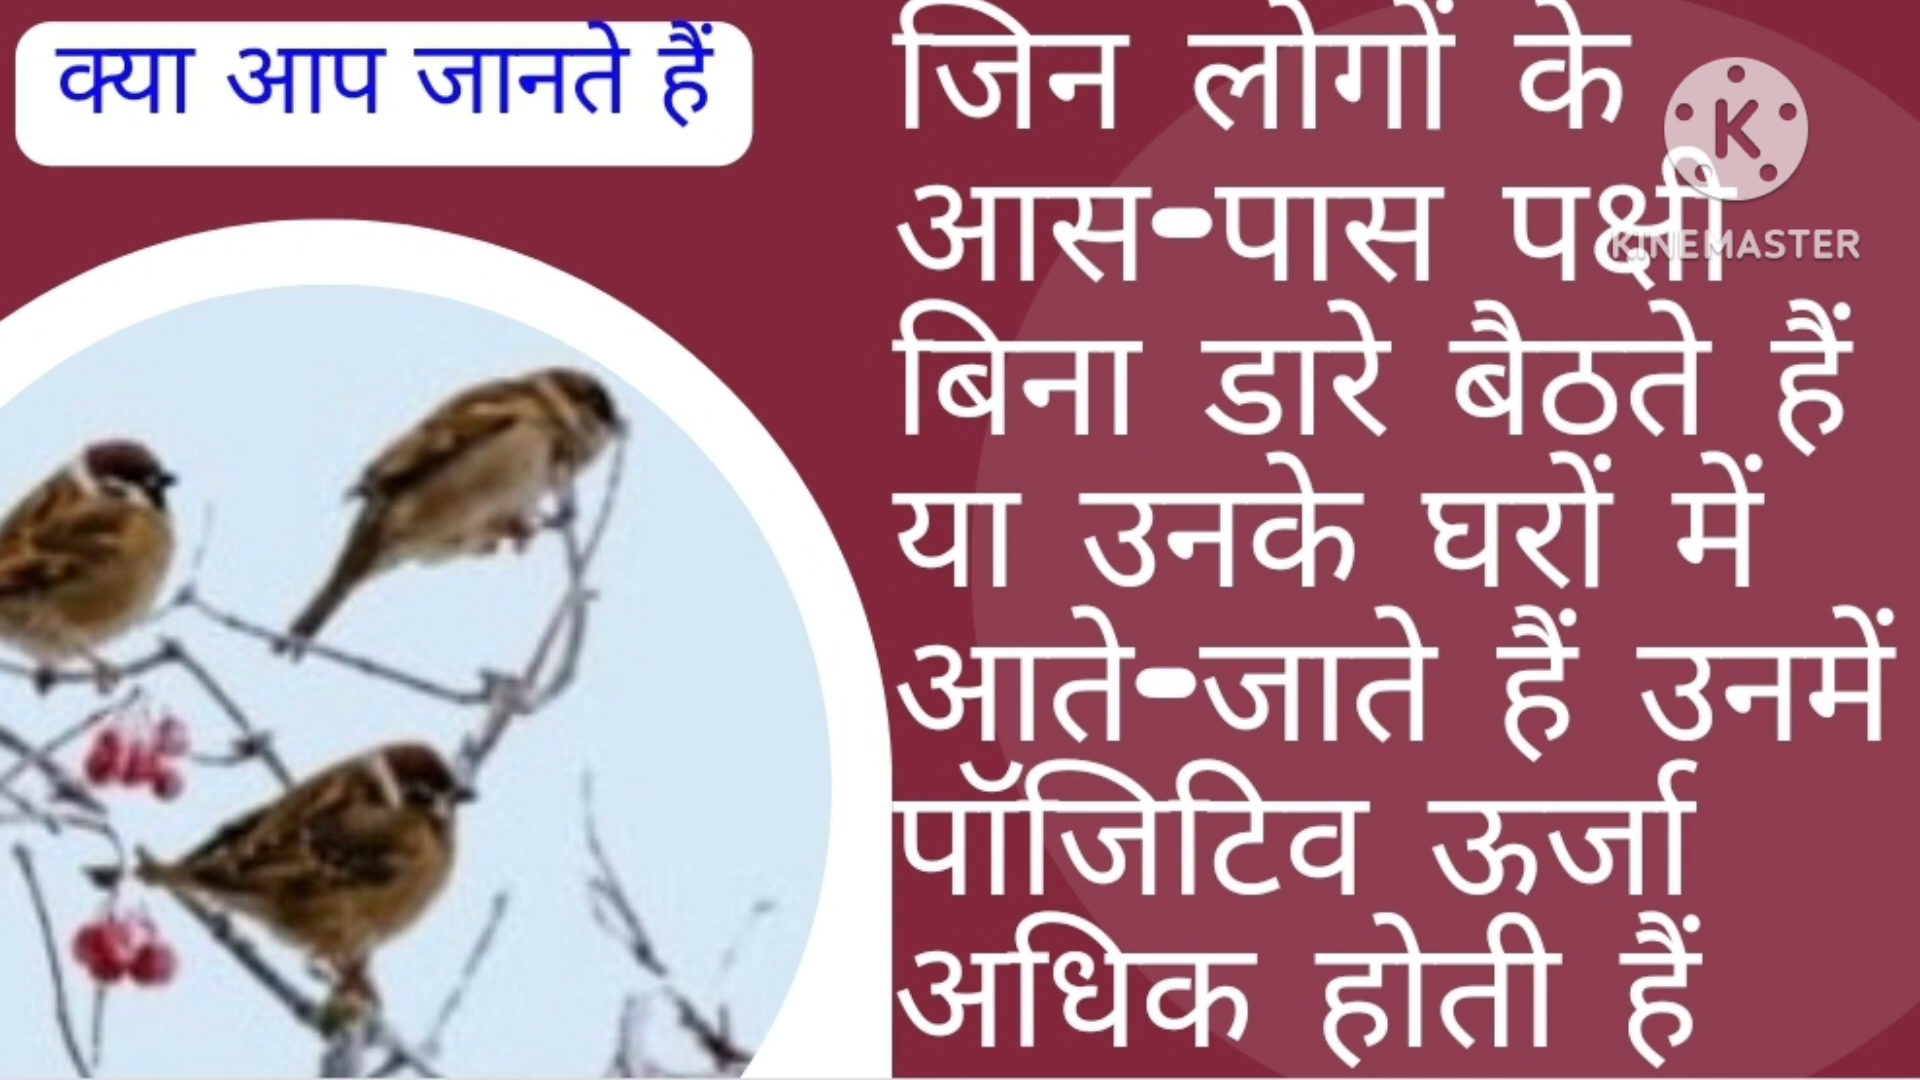 क्या आप जानते हैं
जिन लोगों के
आस-पास पक्षी
बिना डारे बैठते हैं
या उनके घरों में
आते-जाते हैं उनमें
पॉजिटिव ऊर्जा
अधिक होती हैं
K
KINEMASTER